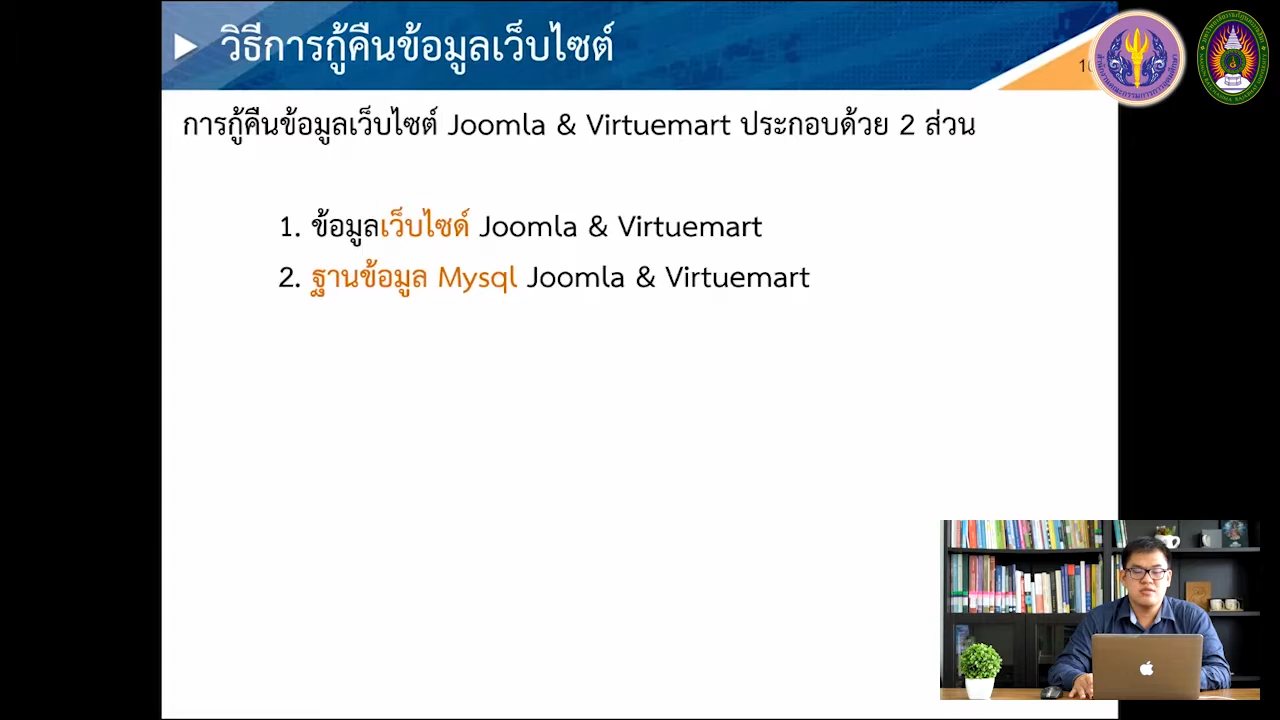 วิธีการกู้คืนข้อมูลเว็บไซต์
การกู้คืนข้อมูลเว็บไซต์ Joomla & Virtuemart ประกอบด้วย 2 ส่วน
1. ข้อมูลเว็บไซด์ Joomla & Virtuemart
2. ฐานข้อมูล Mysql Joomla & Virtuemart